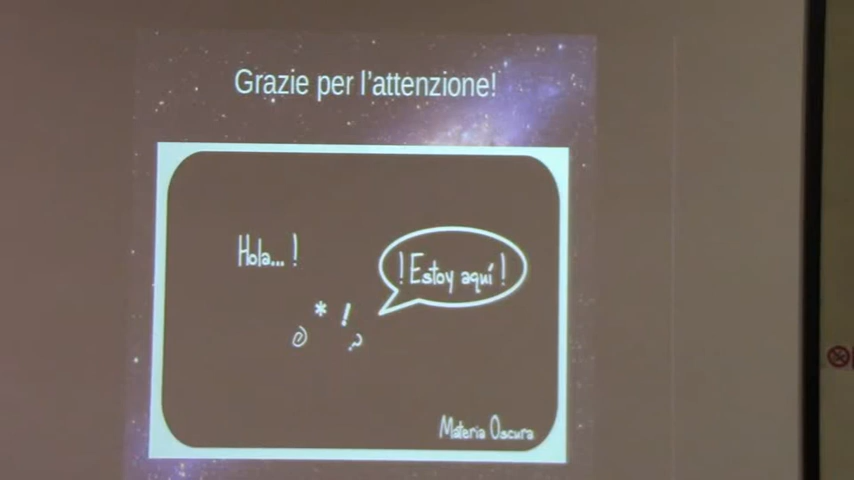 Grazie per l'attenzione!
Hola...!
! Estoy aquí !
* !
?
Materia Oscura